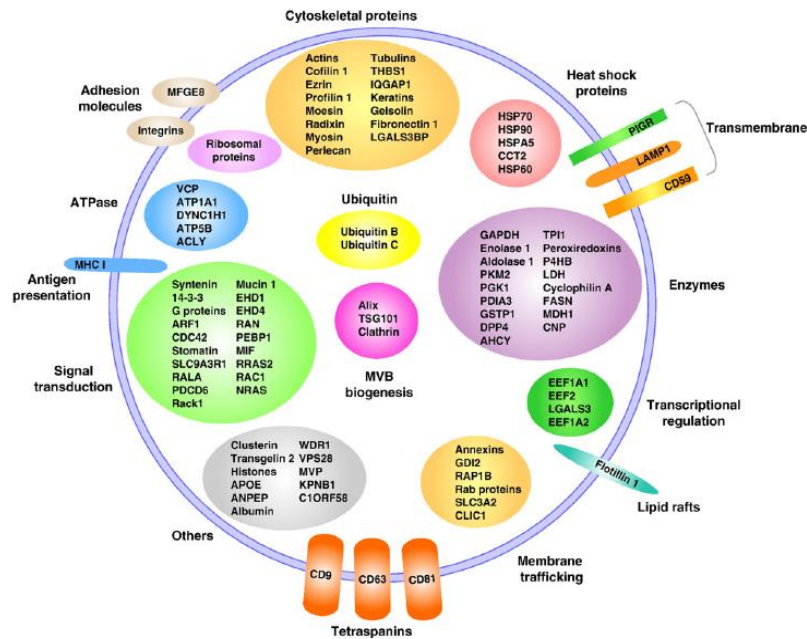 Cytoskeletal proteins
Adhesion
molecules
MFGE8
Integrins
Ribosomal
proteins
Actins Tubulins
Cofilin 1 THBS1
Ezrin IQGAP1
Profilin 1 Keratins
Moesin Gelsolin
Radixin Fibronectin 1
Myosin LGALS3BP
Perlecan
Heat shock
proteins
HSP70
HSP90
HSPA5
CCT2
HSP60
PIGR
LAMP1
CD59
Transmembrane
ATPase
VCP
ATP1A1
DYNC1H1
ATP5B
ACLY
Ubiquitin
Ubiquitin B
Ubiquitin C
MHC I
Antigen
presentation
GAPDH TPI1
Enolase 1 Peroxiredoxins
Aldolase 1 P4HB
PKM2 LDH
PGK1 Cyclophilin A
PDIA3 FASN
GSTP1 MDH1
DPP4 CNP
AHCY
Enzymes
Signal
transduction
Syntenin Mucin 1
14-3-3 EHD1
G proteins EHD4
ARF1 RAN
CDC42 PEBP1
Stomatin MIF
SLC9A3R1 RRAS2
RALA RAC1
PDCD6 NRAS
Rack1
Alix
TSG101
Clathrin
MVB
biogenesis
EEF1A1
EEF2
LGALS3
EEF1A2
Transcriptional
regulation
Flotillin 1
Lipid rafts
Clusterin WDR1
Transgelin 2 VPS28
Histones MVP
APOE KPNB1
ANPEP C1ORF58
Albumin
Others
Annexins
GDI2
RAP1B
Rab proteins
SLC3A2
CLIC1
Membrane
trafficking
CD9 CD63 CD81
Tetraspanins